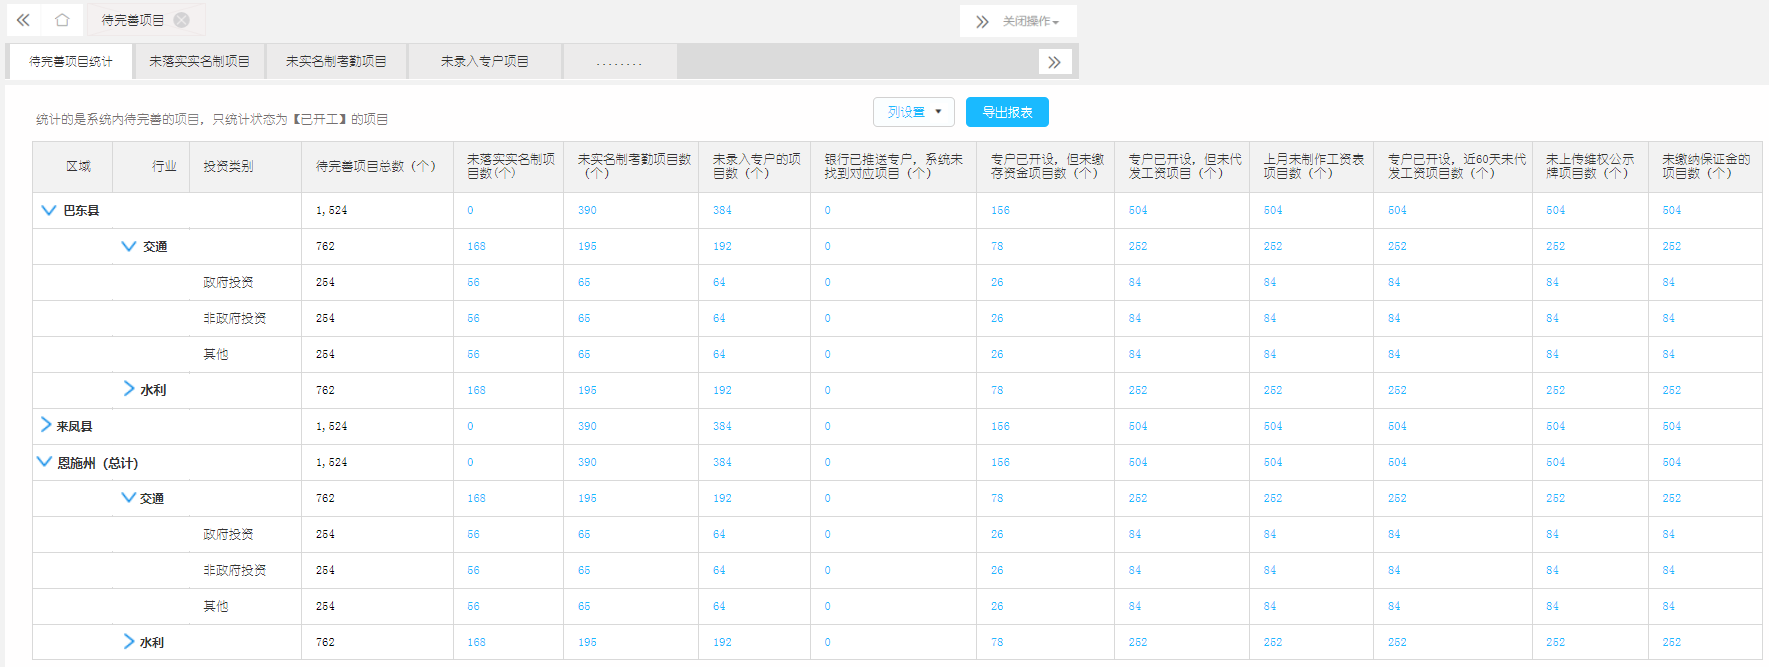 待完善项目
关闭操作
待完善项目统计 未落实实名制项目 未实名制考勤项目 未录入专户项目 ........
统计的是系统内待完善的项目，只统计状态为【已开工】的项目
列设置 导出报表
区域 行业 投资类别 待完善项目总数（个） 未落实实名制项目数(个) 未实名制考勤项目数（个） 未录入专户的项目数（个） 银行已推送专户，系统未找到对应项目（个） 专户已开设，但未缴存资金项目数（个） 专户已开设，但未代发工资项目（个） 上月未制作工资表项目数（个） 专户已开设，近60天未代发工资项目数（个） 未上传维权公示牌项目数（个） 未缴纳保证金的项目数（个）
巴东县 1,524 0 390 384 0 156 504 504 504 504 504
交通 762 168 195 192 0 78 252 252 252 252 252
政府投资 254 56 65 64 0 26 84 84 84 84 84
非政府投资 254 56 65 64 0 26 84 84 84 84 84
其他 254 56 65 64 0 26 84 84 84 84 84
水利 762 168 195 192 0 78 252 252 252 252 252
来凤县 1,524 0 390 384 0 156 504 504 504 504 504
恩施州（总计） 1,524 0 390 384 0 156 504 504 504 504 504
交通 762 168 195 192 0 78 252 252 252 252 252
政府投资 254 56 65 64 0 26 84 84 84 84 84
非政府投资 254 56 65 64 0 26 84 84 84 84 84
其他 254 56 65 64 0 26 84 84 84 84 84
水利 762 168 195 192 0 78 252 252 252 252 252